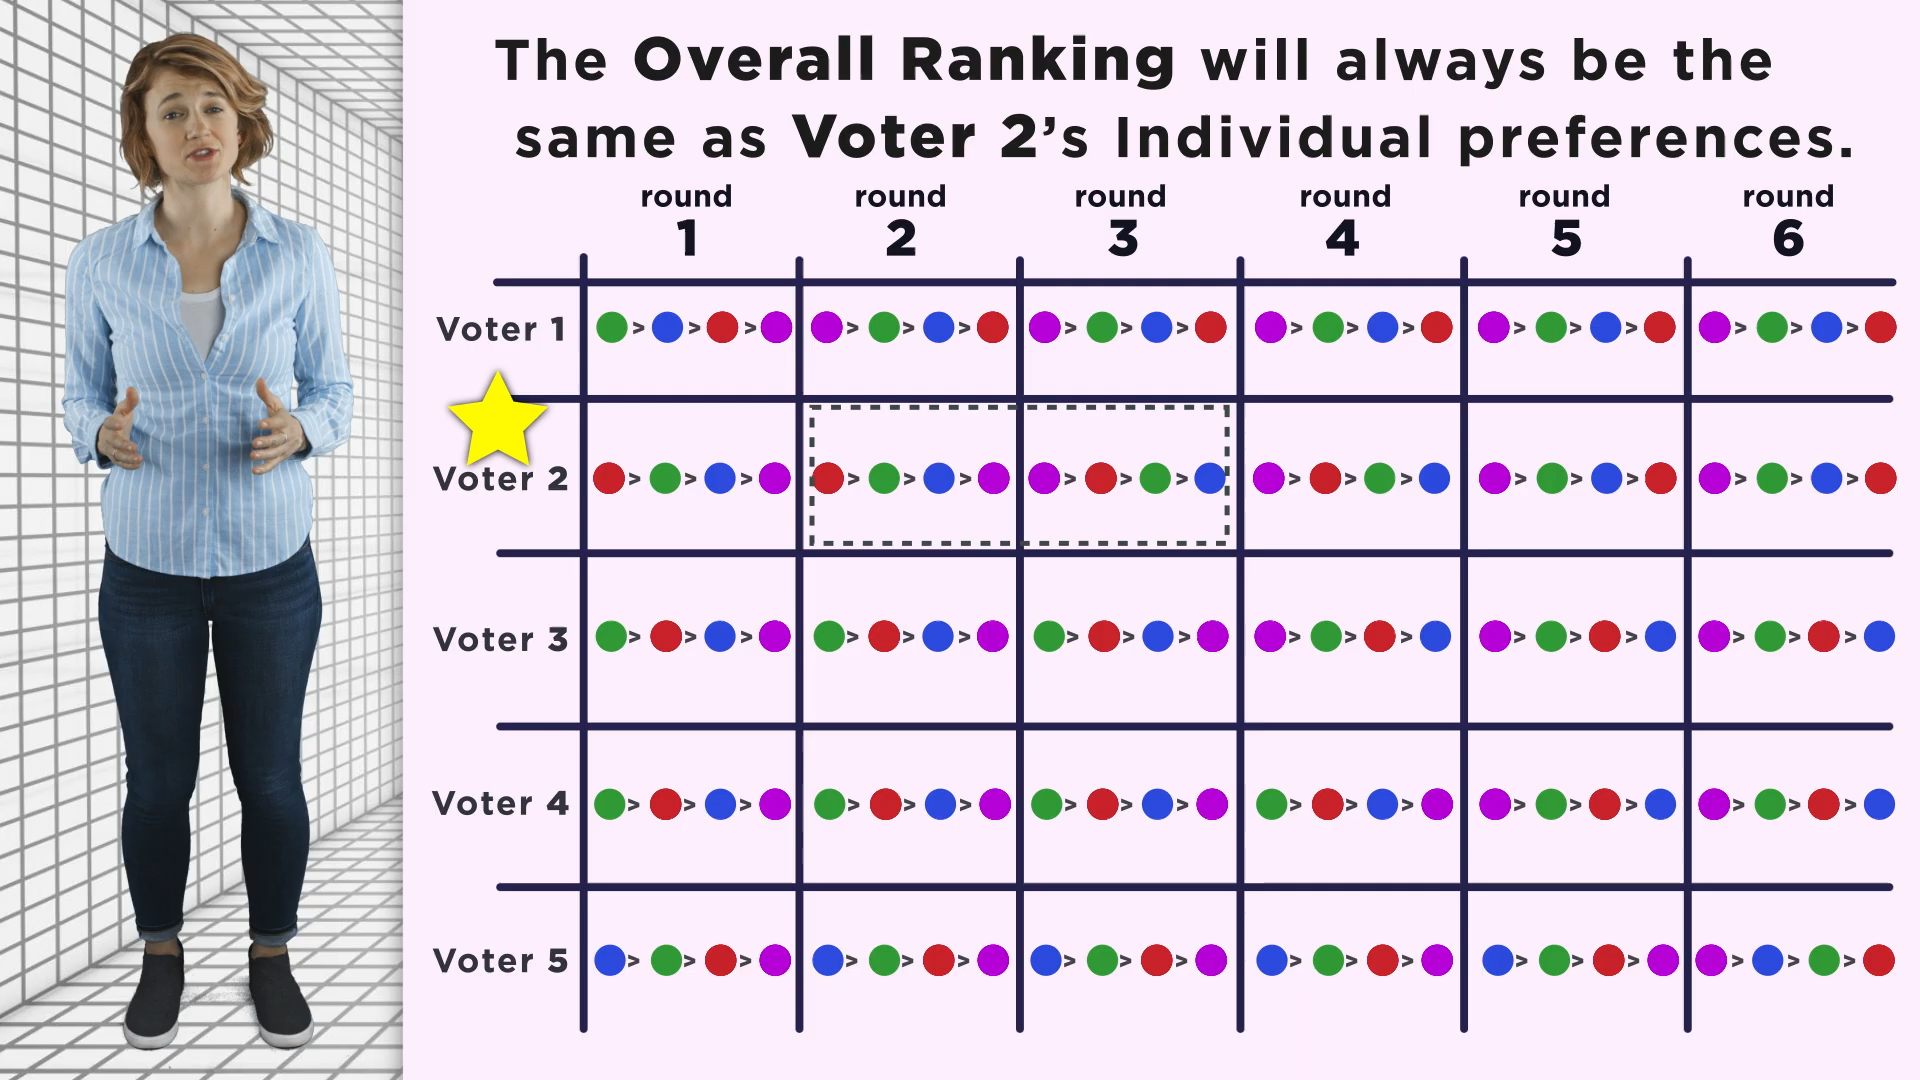 The Overall Ranking will always be the
same as Voter 2’s Individual preferences.
round 1 round 2 round 3 round 4 round 5 round 6
Voter 1 > > > > > > > > > > > > > > > > > >
Voter 2 > > > > > > > > > > > > > > > > > >
Voter 3 > > > > > > > > > > > > > > > > > >
Voter 4 > > > > > > > > > > > > > > > > > >
Voter 5 > > > > > > > > > > > > > > > > > >